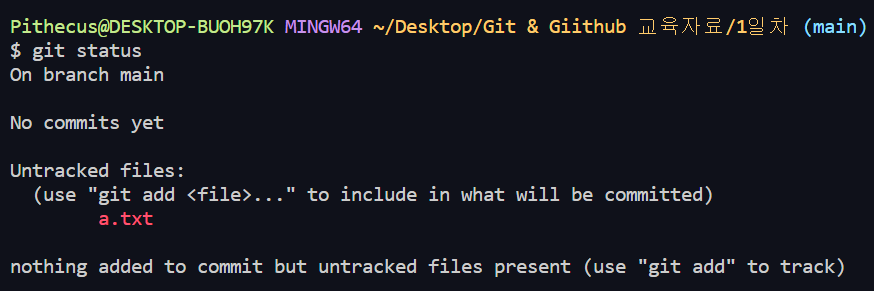 Pithecus@DESKTOP-BUOH97K MINGW64 ~/Desktop/Git & Giithub 교육자료/1일차 (main)
$ git status
On branch main
No commits yet
Untracked files:
(use "git add <file>..." to include in what will be committed)
a.txt
nothing added to commit but untracked files present (use "git add" to track)